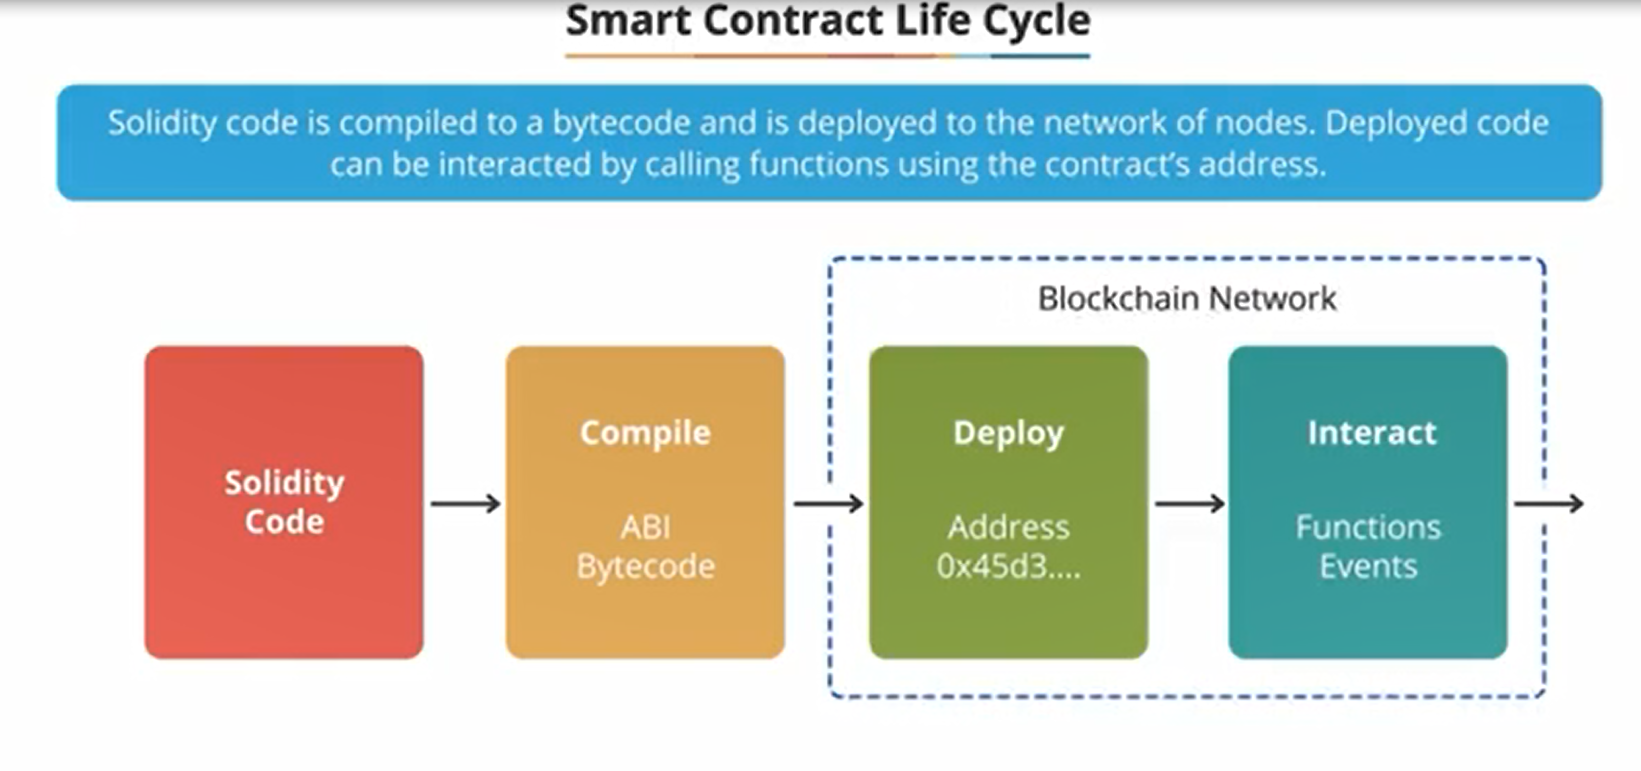 Smart Contract Life Cycle
Solidity code is compiled to a bytecode and is deployed to the network of nodes. Deployed code
can be interacted by calling functions using the contract’s address.
Blockchain Network
Solidity
Code
Compile
ABI
Bytecode
Deploy
Address
0x45d3....
Interact
Functions
Events